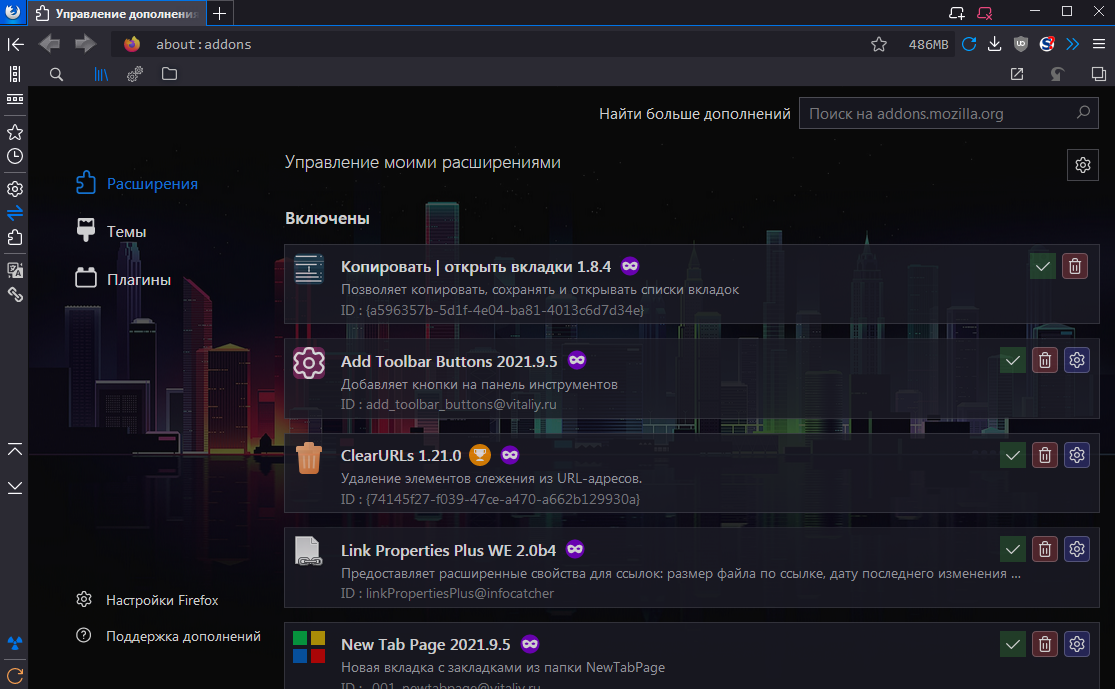 Управление дополнения
about:addons
486MB
Найти больше дополнений
Поиск на addons.mozilla.org
Управление моими расширениями
Расширения
Темы
Плагины
Включены
Копировать | открыть вкладки 1.8.4
Позволяет копировать, сохранять и открывать списки вкладок
ID : {a596357b-5d1f-4e04-ba81-4013c6d7d34e}
Add Toolbar Buttons 2021.9.5
Добавляет кнопки на панель инструментов
ID : add_toolbar_buttons@vitaliy.ru
ClearURLs 1.21.0
Удаление элементов слежения из URL-адресов.
ID : {74145f27-f039-47ce-a470-a662b129930a}
Link Properties Plus WE 2.0b4
Предоставляет расширенные свойства для ссылок: размер файла по ссылке, дату последнего изменения ...
ID : linkPropertiesPlus@infocatcher
New Tab Page 2021.9.5
Новая вкладка с закладками из папки NewTabPage
ID : _001_newtabpage@vitaliy.ru
Настройки Firefox
Поддержка дополнений